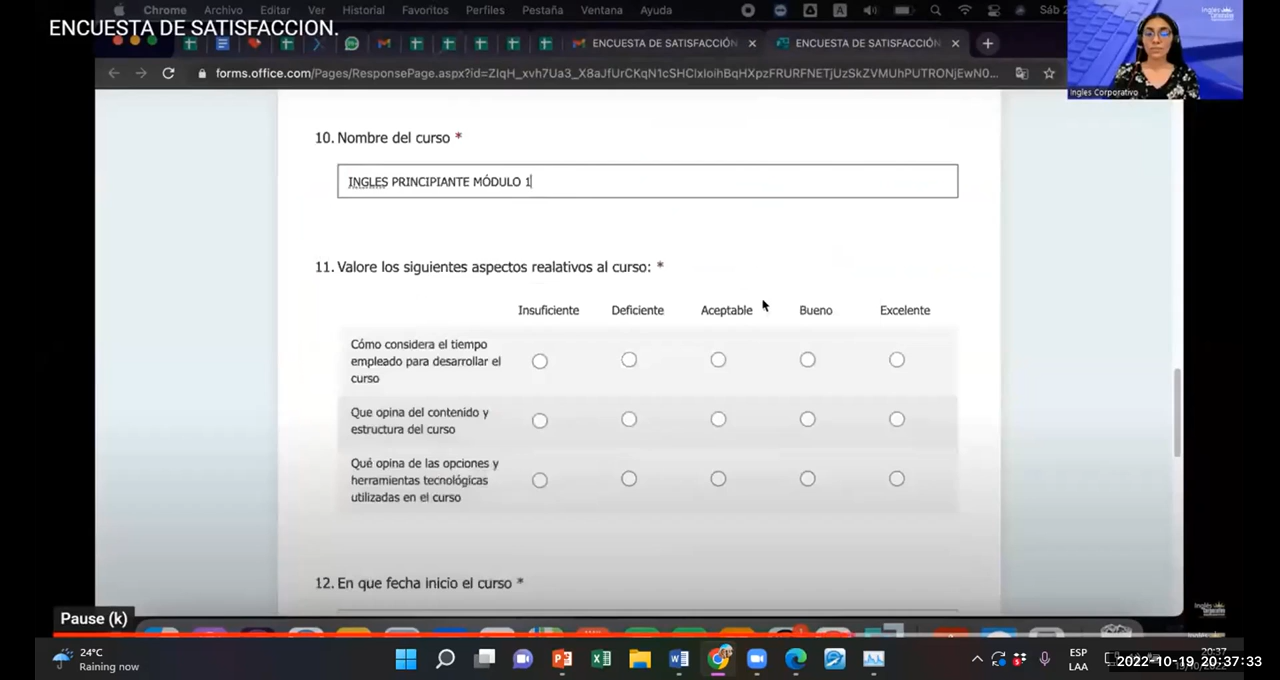 Chrome Archivo Editar Ver Historial Favoritos Perfiles Pestaña Ventana Ayuda
ENCUESTA DE SATISFACCION.
ENCUESTA DE SATISFACCIÓN
ENCUESTA DE SATISFACCIÓN
forms.office.com/Pages/ResponsePage.aspx?id=ZIqH_xvh7Ua3_X8aJfUrCKqN1cSHClxloihBqHXpzFRURFNETjUzSkZVMUhPUTRONjEwN0...
Ingles Corporativo
10. Nombre del curso *
INGLES PRINCIPIANTE MÓDULO 1
11. Valore los siguientes aspectos realativos al curso: *
Insuficiente Deficiente Aceptable Bueno Excelente
Cómo considera el tiempo
empleado para desarrollar el
curso
Que opina del contenido y
estructura del curso
Qué opina de las opciones y
herramientas tecnológicas
utilizadas en el curso
12. En que fecha inicio el curso *
Pause (k)
24°C
Raining now
ESP
LAA
20:37
2022-10-19, 20:37:33